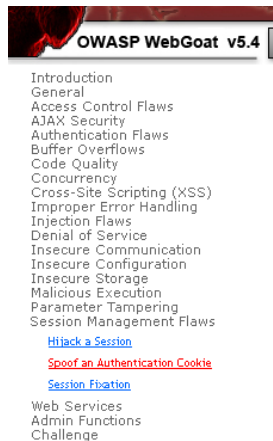 OWASP WebGoat v5.4
Introduction
General
Access Control Flaws
AJAX Security
Authentication Flaws
Buffer Overflows
Code Quality
Concurrency
Cross-Site Scripting (XSS)
Improper Error Handling
Injection Flaws
Denial of Service
Insecure Communication
Insecure Configuration
Insecure Storage
Malicious Execution
Parameter Tampering
Session Management Flaws
Hijack a Session
Spoof an Authentication Cookie
Session Fixation
Web Services
Admin Functions
Challenge